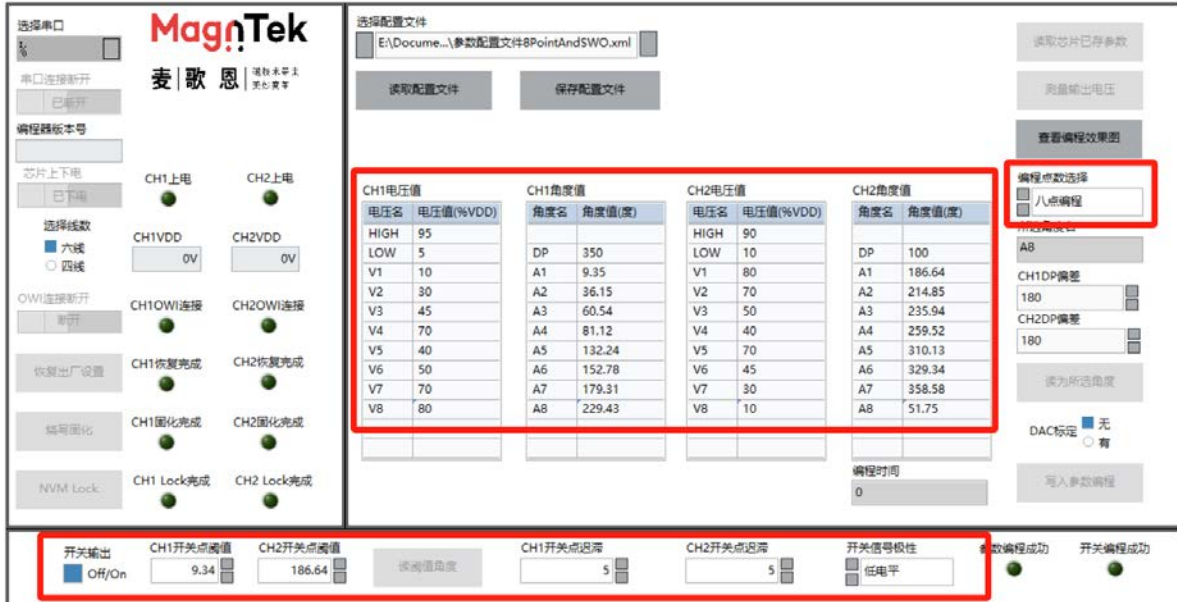 选择串口
MagnTek
麦|歌 恩
串口连接断开
已断开
编程器版本号
芯片上下电
已下电
CH1上电
CH2上电
选择线数
六线
四线
CH1VDD
CH2VDD
0V
0V
OWI连接断开
断开
CH1OWI连接
CH2OWI连接
恢复出厂设置
CH1恢复完成
CH2恢复完成
烧写固化
CH1固化完成
CH2固化完成
NVM Lock
CH1 Lock完成
CH2 Lock完成
选择配置文件
E:\Docume...\参数配置文件8PointAndSWO.xml
读取配置文件
保存配置文件
CH1电压值
CH1角度值
CH2电压值
CH2角度值
电压名 电压值(%VDD) 角度名 角度值(度) 电压名 电压值(%VDD) 角度名 角度值(度)
HIGH 95 HIGH 90
LOW 5 DP 350 LOW 10 DP 100
V1 10 A1 9.35 V1 80 A1 186.64
V2 30 A2 36.15 V2 70 A2 214.85
V3 45 A3 60.54 V3 50 A3 235.94
V4 70 A4 81.12 V4 40 A4 259.52
V5 40 A5 132.24 V5 70 A5 310.13
V6 50 A6 152.78 V6 45 A6 329.34
V7 70 A7 179.31 V7 30 A7 358.58
V8 80 A8 229.43 V8 10 A8 51.75
编程时间
0
读取芯片已存参数
测量输出电压
查看编程效果图
编程点数选择
八点编程
所选角度名
A8
CH1DP偏差
180
CH2DP偏差
180
读为所选角度
DAC标定
无
有
写入参数编程
开关输出
Off/On
CH1开关点阈值
9.34
CH2开关点阈值
186.64
读阈值角度
CH1开关点迟滞
5
CH2开关点迟滞
5
开关信号极性
低电平
参数编程成功
开关编程成功